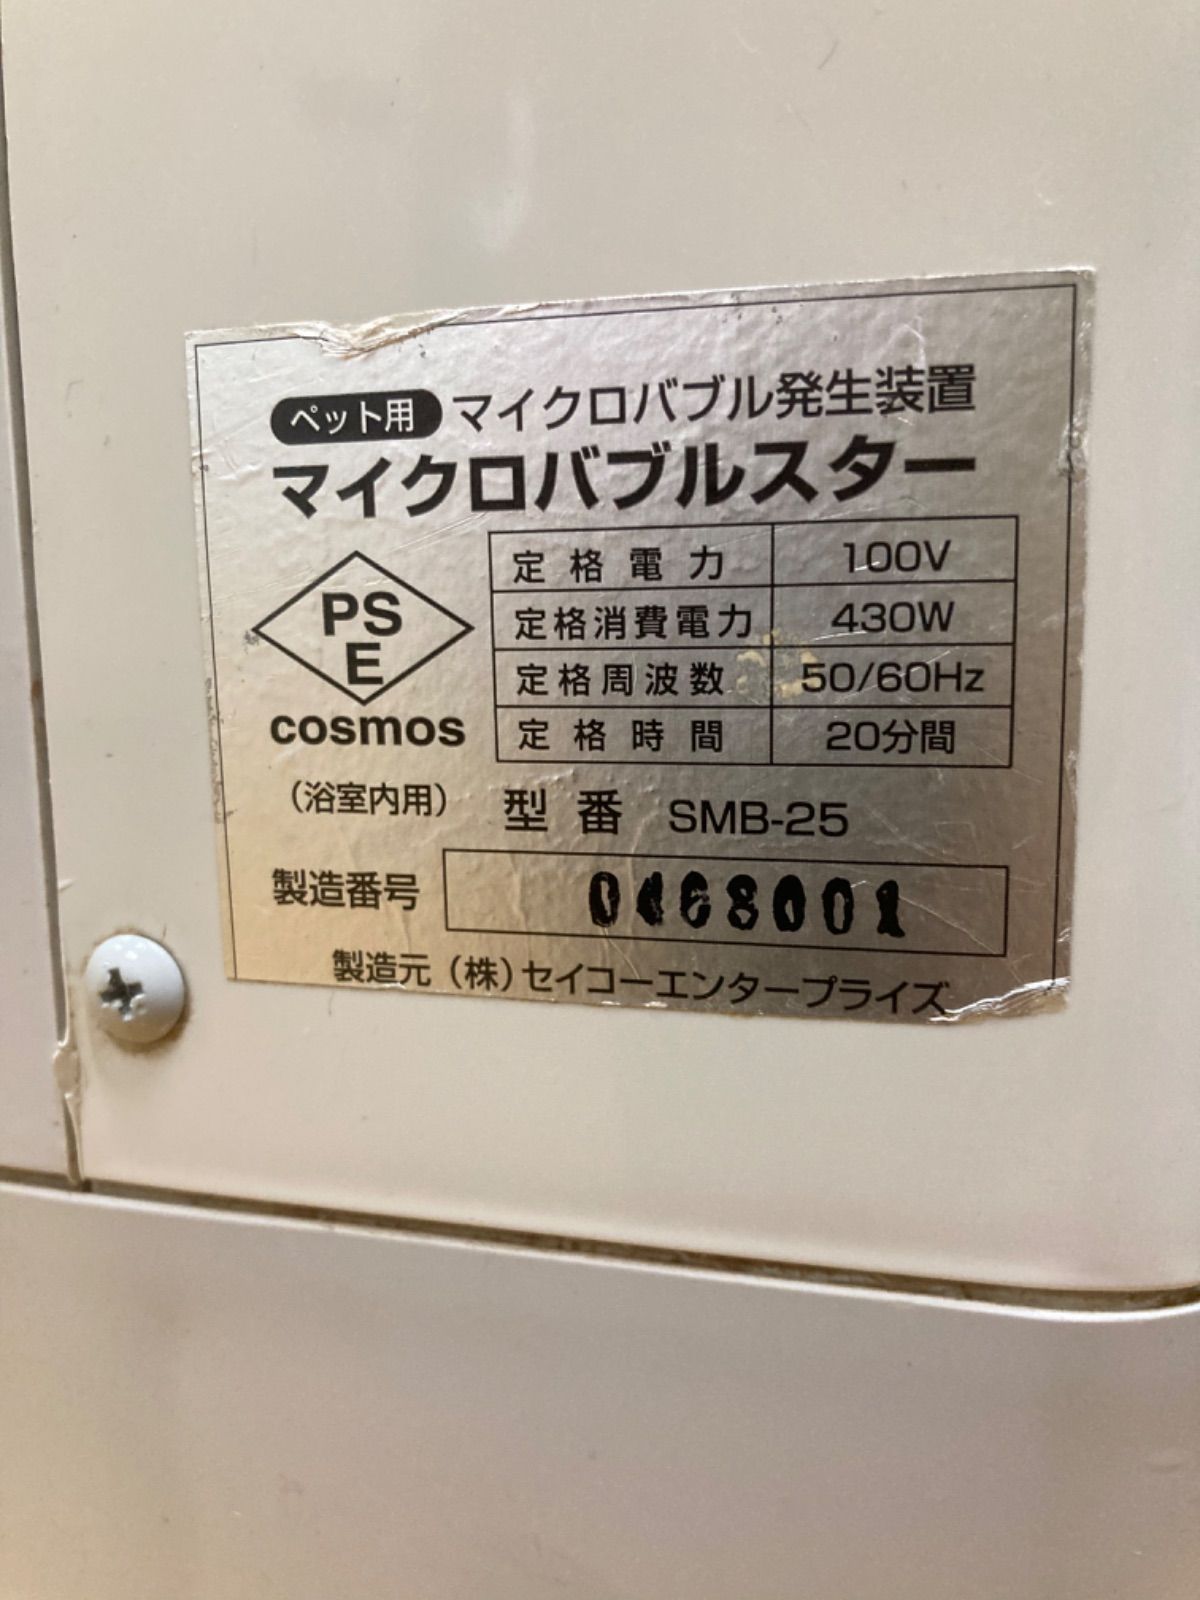 ペット用 マイクロバブル発生装置
マイクロバブルスター
PS
E
cosmos
定格電力 100V
定格消費電力 430W
定格周波数 50/60Hz
定格時間 20分間
(浴室内用) 型番 SMB-25
製造番号
製造元(株)セイコーエンタープライズ